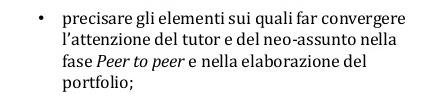 • precisare gli elementi sui quali far convergere
l’attenzione del tutor e del neo-assunto nella
fase Peer to peer e nella elaborazione del
portfolio;